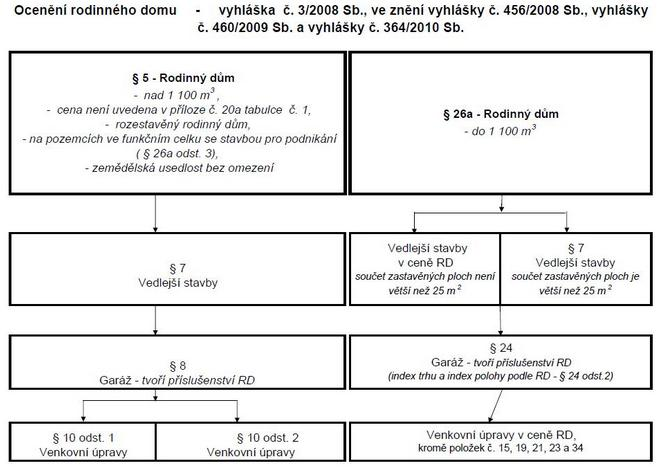 Ocenění rodinného domu - vyhláška č. 3/2008 Sb., ve znění vyhlášky č. 456/2008 Sb., vyhlášky
č. 460/2009 Sb. a vyhlášky č. 364/2010 Sb.
§ 5 - Rodinný dům
- nad 1 100 m³,
- cena není uvedena v příloze č. 20a tabulce č. 1,
- rozestavěný rodinný dům,
- na pozemcích ve funkčním celku se stavbou pro podnikání
( § 26a odst. 3),
- zemědělská usedlost bez omezení
§ 26a - Rodinný dům
- do 1 100 m³
§ 7
Vedlejší stavby
Vedlejší stavby
v ceně RD
součet zastavěných ploch není
větší než 25 m²
§ 7
Vedlejší stavby
součet zastavěných ploch je
větší než 25 m²
§ 8
Garáž - tvoří příslušenství RD
§ 24
Garáž - tvoří příslušenství RD
(index trhu a index polohy podle RD - § 24 odst.2)
§ 10 odst. 1
Venkovní úpravy
§ 10 odst. 2
Venkovní úpravy
Venkovní úpravy v ceně RD,
kromě položek č. 15, 19, 21, 23 a 34